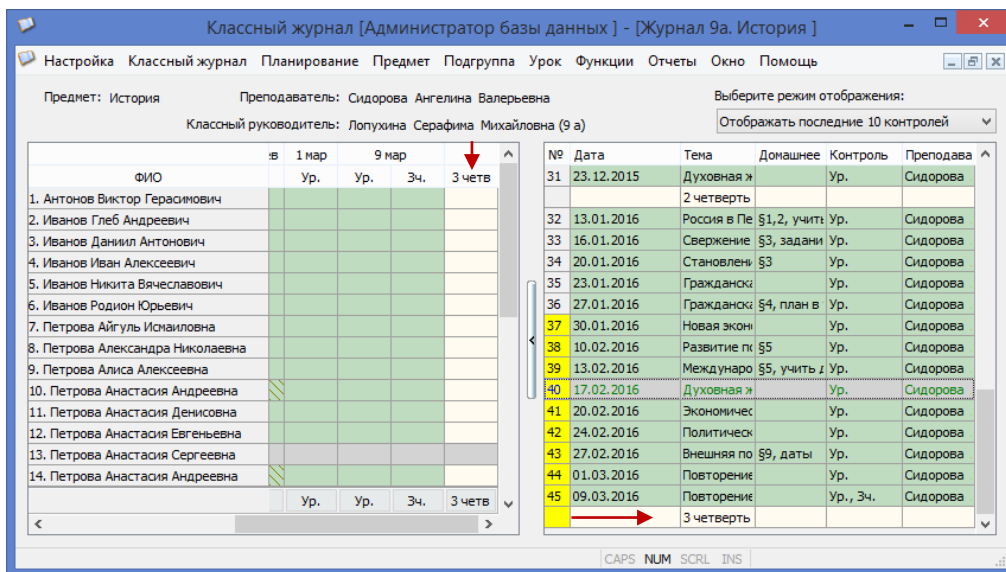 Классный журнал [Администратор базы данных ] - [Журнал 9а. История ]
Настройка Классный журнал Планирование Предмет Подгруппа Урок Функции Отчеты Окно Помощь
Предмет: История Преподаватель: Сидорова Ангелина Валерьевна Выберите режим отображения:
Классный руководитель: Лопухина Серафима Михайловна (9 а) Отображать последние 10 контролей
ФИО эв 1 мар 9 мар
Ур. Ур. Зч. 3 четв
1. Антонов Виктор Герасимович
2. Иванов Глеб Андреевич
3. Иванов Даниил Антонович
4. Иванов Иван Алексеевич
5. Иванов Никита Вячеславович
6. Иванов Родион Юрьевич
7. Петрова Айгуль Исмаиловна
8. Петрова Александра Николаевна
9. Петрова Алиса Алексеевна
10. Петрова Анастасия Андреевна
11. Петрова Анастасия Денисовна
12. Петрова Анастасия Евгеньевна
13. Петрова Анастасия Сергеевна
14. Петрова Анастасия Андреевна
Ур. Ур. Зч. 3 четв
№ Дата Тема Домашнее Контроль Преподава
31 23.12.2015 Духовная ж Ур. Сидорова
2 четверть
32 13.01.2016 Россия в Пе §1,2, учить Ур. Сидорова
33 16.01.2016 Свержение §3, задани Ур. Сидорова
34 20.01.2016 Становлени §3 Ур. Сидорова
35 23.01.2016 Гражданска Ур. Сидорова
36 27.01.2016 Гражданска §4, план в Ур. Сидорова
37 30.01.2016 Новая экон Ур. Сидорова
38 10.02.2016 Развитие по §5 Ур. Сидорова
39 13.02.2016 Междунаро §5, учить д Ур. Сидорова
40 17.02.2016 Духовная ж Ур. Сидорова
41 20.02.2016 Экономичес Ур. Сидорова
42 24.02.2016 Политическ Ур. Сидорова
43 27.02.2016 Внешняя по §9, даты Ур. Сидорова
44 01.03.2016 Повторение Ур. Сидорова
45 09.03.2016 Повторение Ур., Зч. Сидорова
3 четверть
CAPS NUM SCRL INS